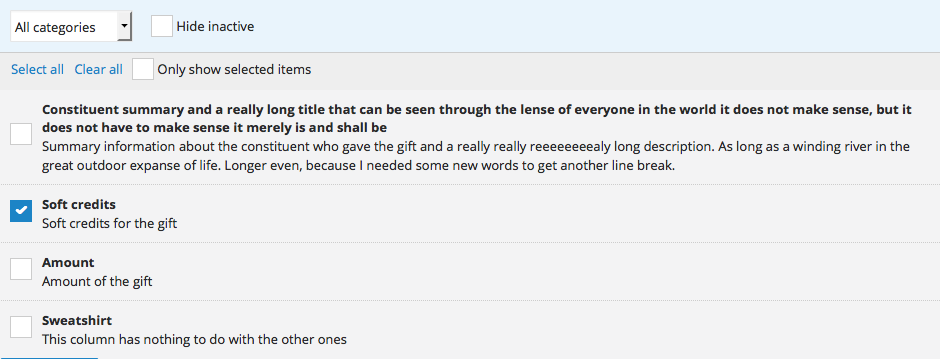 All categories Hide inactive
Select all Clear all Only show selected items
Constituent summary and a really long title that can be seen through the lense of everyone in the world it does not make sense, but it
does not have to make sense it merely is and shall be
Summary information about the constituent who gave the gift and a really really reeeeeeeealy long description. As long as a winding river in the
great outdoor expanse of life. Longer even, because I needed some new words to get another line break.
Soft credits
Soft credits for the gift
Amount
Amount of the gift
Sweatshirt
This column has nothing to do with the other ones